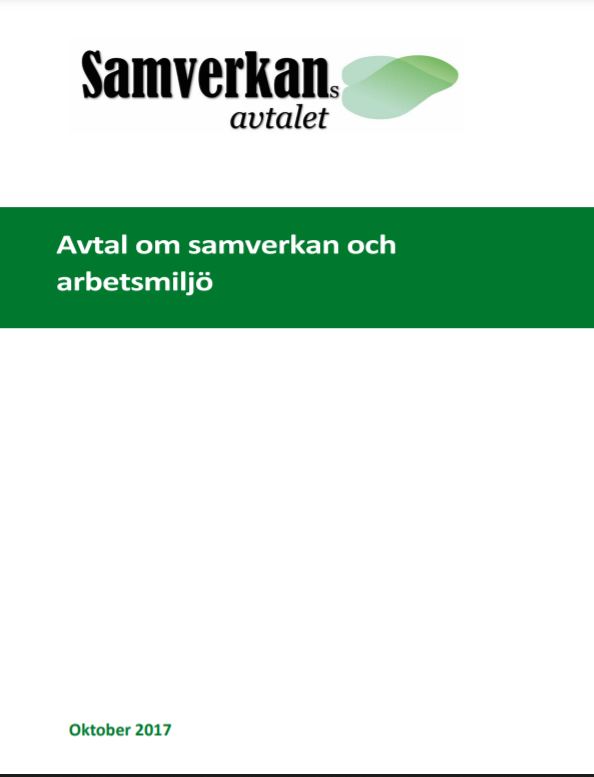 Samverkans
avtalet
Avtal om samverkan och
arbetsmiljö
Oktober 2017